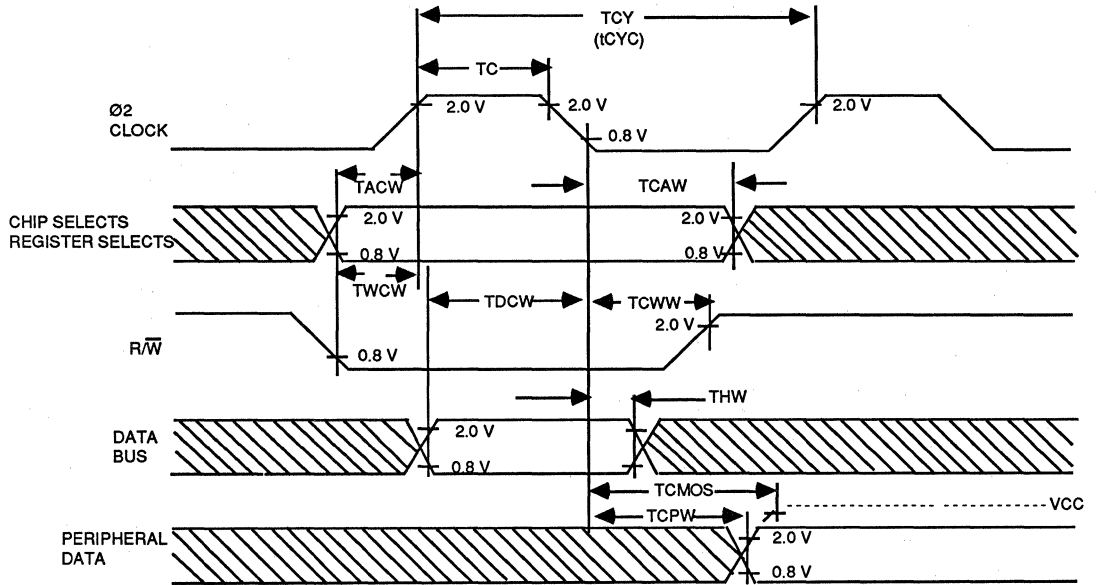 TCY
(tCYC)
TC
Ø2
CLOCK
2.0 V
2.0 V
0.8 V
2.0 V
TACW
TCAW
CHIP SELECTS
REGISTER SELECTS
2.0 V
0.8 V
2.0 V
0.8 V
TWCW
TDCW
TCWW
R/W̅
0.8 V
2.0 V
THW
DATA
BUS
2.0 V
0.8 V
TCMOS
VCC
TCPW
PERIPHERAL
DATA
2.0 V
0.8 V